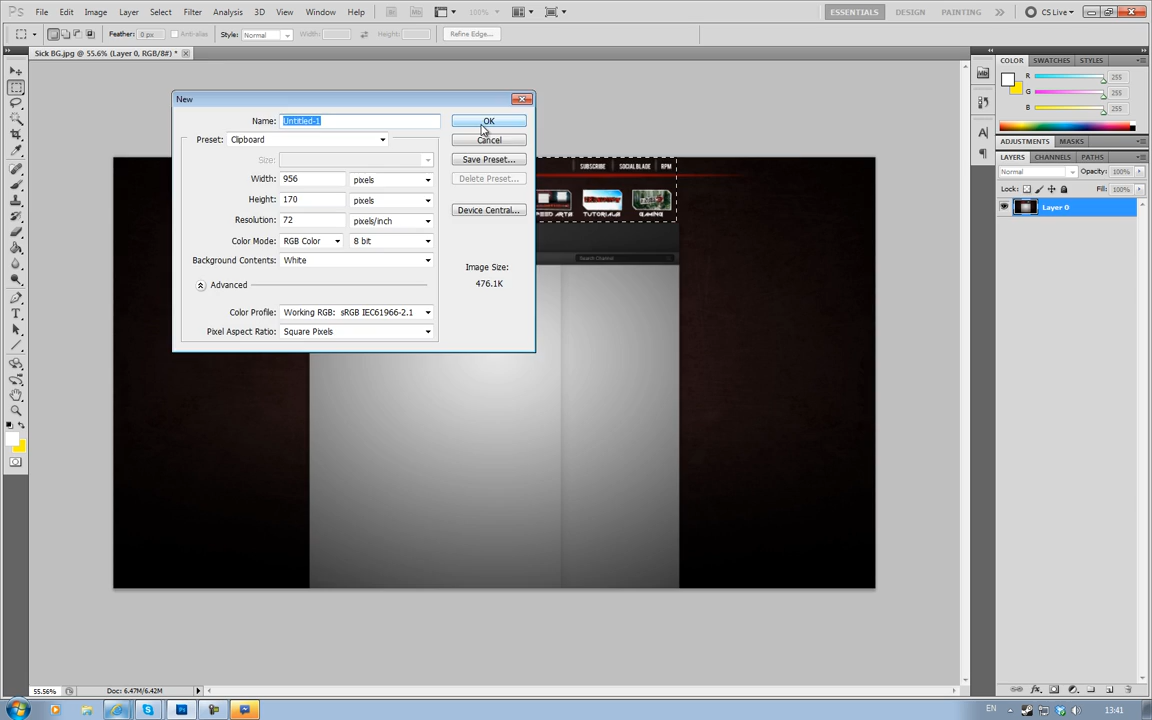 Ps File Edit Image Layer Select Filter Analysis 3D View Window Help 100% ESSENTIALS DESIGN PAINTING CS Live
Feather: 0 px Anti-alias Style: Normal Width: Height: Refine Edge...
Sick BG.jpg @ 55.6% (Layer 0, RGB/8#) *
New
Name: Untitled-1 OK
Preset: Clipboard Cancel
Size: Save Preset...
Width: 956 pixels Delete Preset...
Height: 170 pixels
Device Central...
Resolution: 72 pixels/inch
Color Mode: RGB Color 8 bit
Background Contents: White
Image Size:
476.1K
Advanced
Color Profile: Working RGB: sRGB IEC61966-2.1
Pixel Aspect Ratio: Square Pixels
SUBSCRIBE SOCIALBLADE RPM
TUTORIALS GAMING
Search Channel
COLOR SWATCHES STYLES
R 255
G 255
B 255
ADJUSTMENTS MASKS
LAYERS CHANNELS PATHS
Normal Opacity: 100%
Lock: Fill: 100%
Layer 0
55.56% Doc: 6.47M/6.42M
EN 13:41